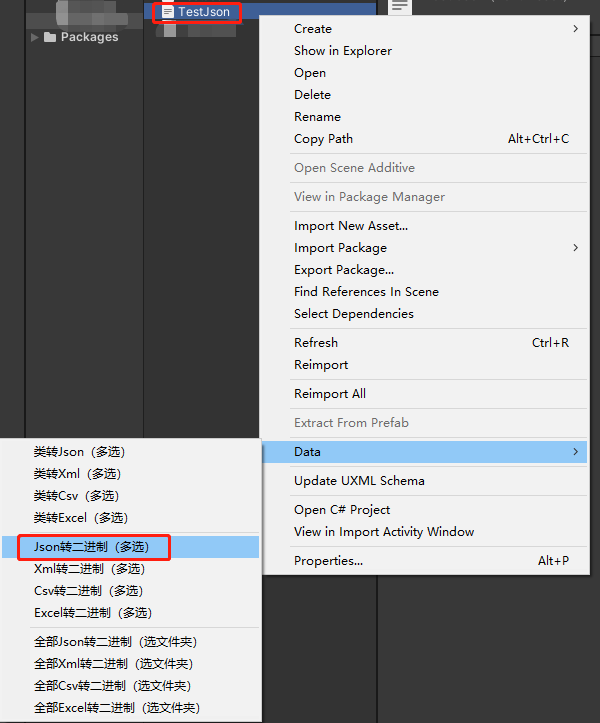 TestJson
Packages
Create
Show in Explorer
Open
Delete
Rename
Copy Path Alt+Ctrl+C
Open Scene Additive
View in Package Manager
Import New Asset...
Import Package
Export Package...
Find References In Scene
Select Dependencies
Refresh Ctrl+R
Reimport
Reimport All
Extract From Prefab
Data
Update UXML Schema
Open C# Project
View in Import Activity Window
Properties... Alt+P
类转Json（多选）
类转Xml（多选）
类转Csv（多选）
类转Excel（多选）
Json转二进制（多选）
Xml转二进制（多选）
Csv转二进制（多选）
Excel转二进制（多选）
全部Json转二进制（选文件夹）
全部Xml转二进制（选文件夹）
全部Csv转二进制（选文件夹）
全部Excel转二进制（选文件夹）